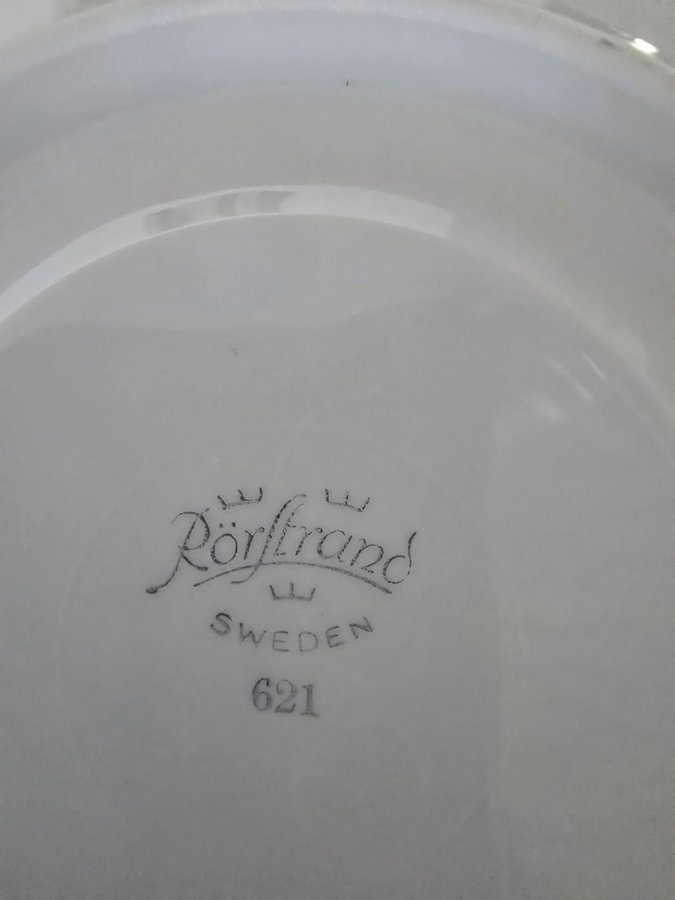 Rörstrand
SWEDEN
621